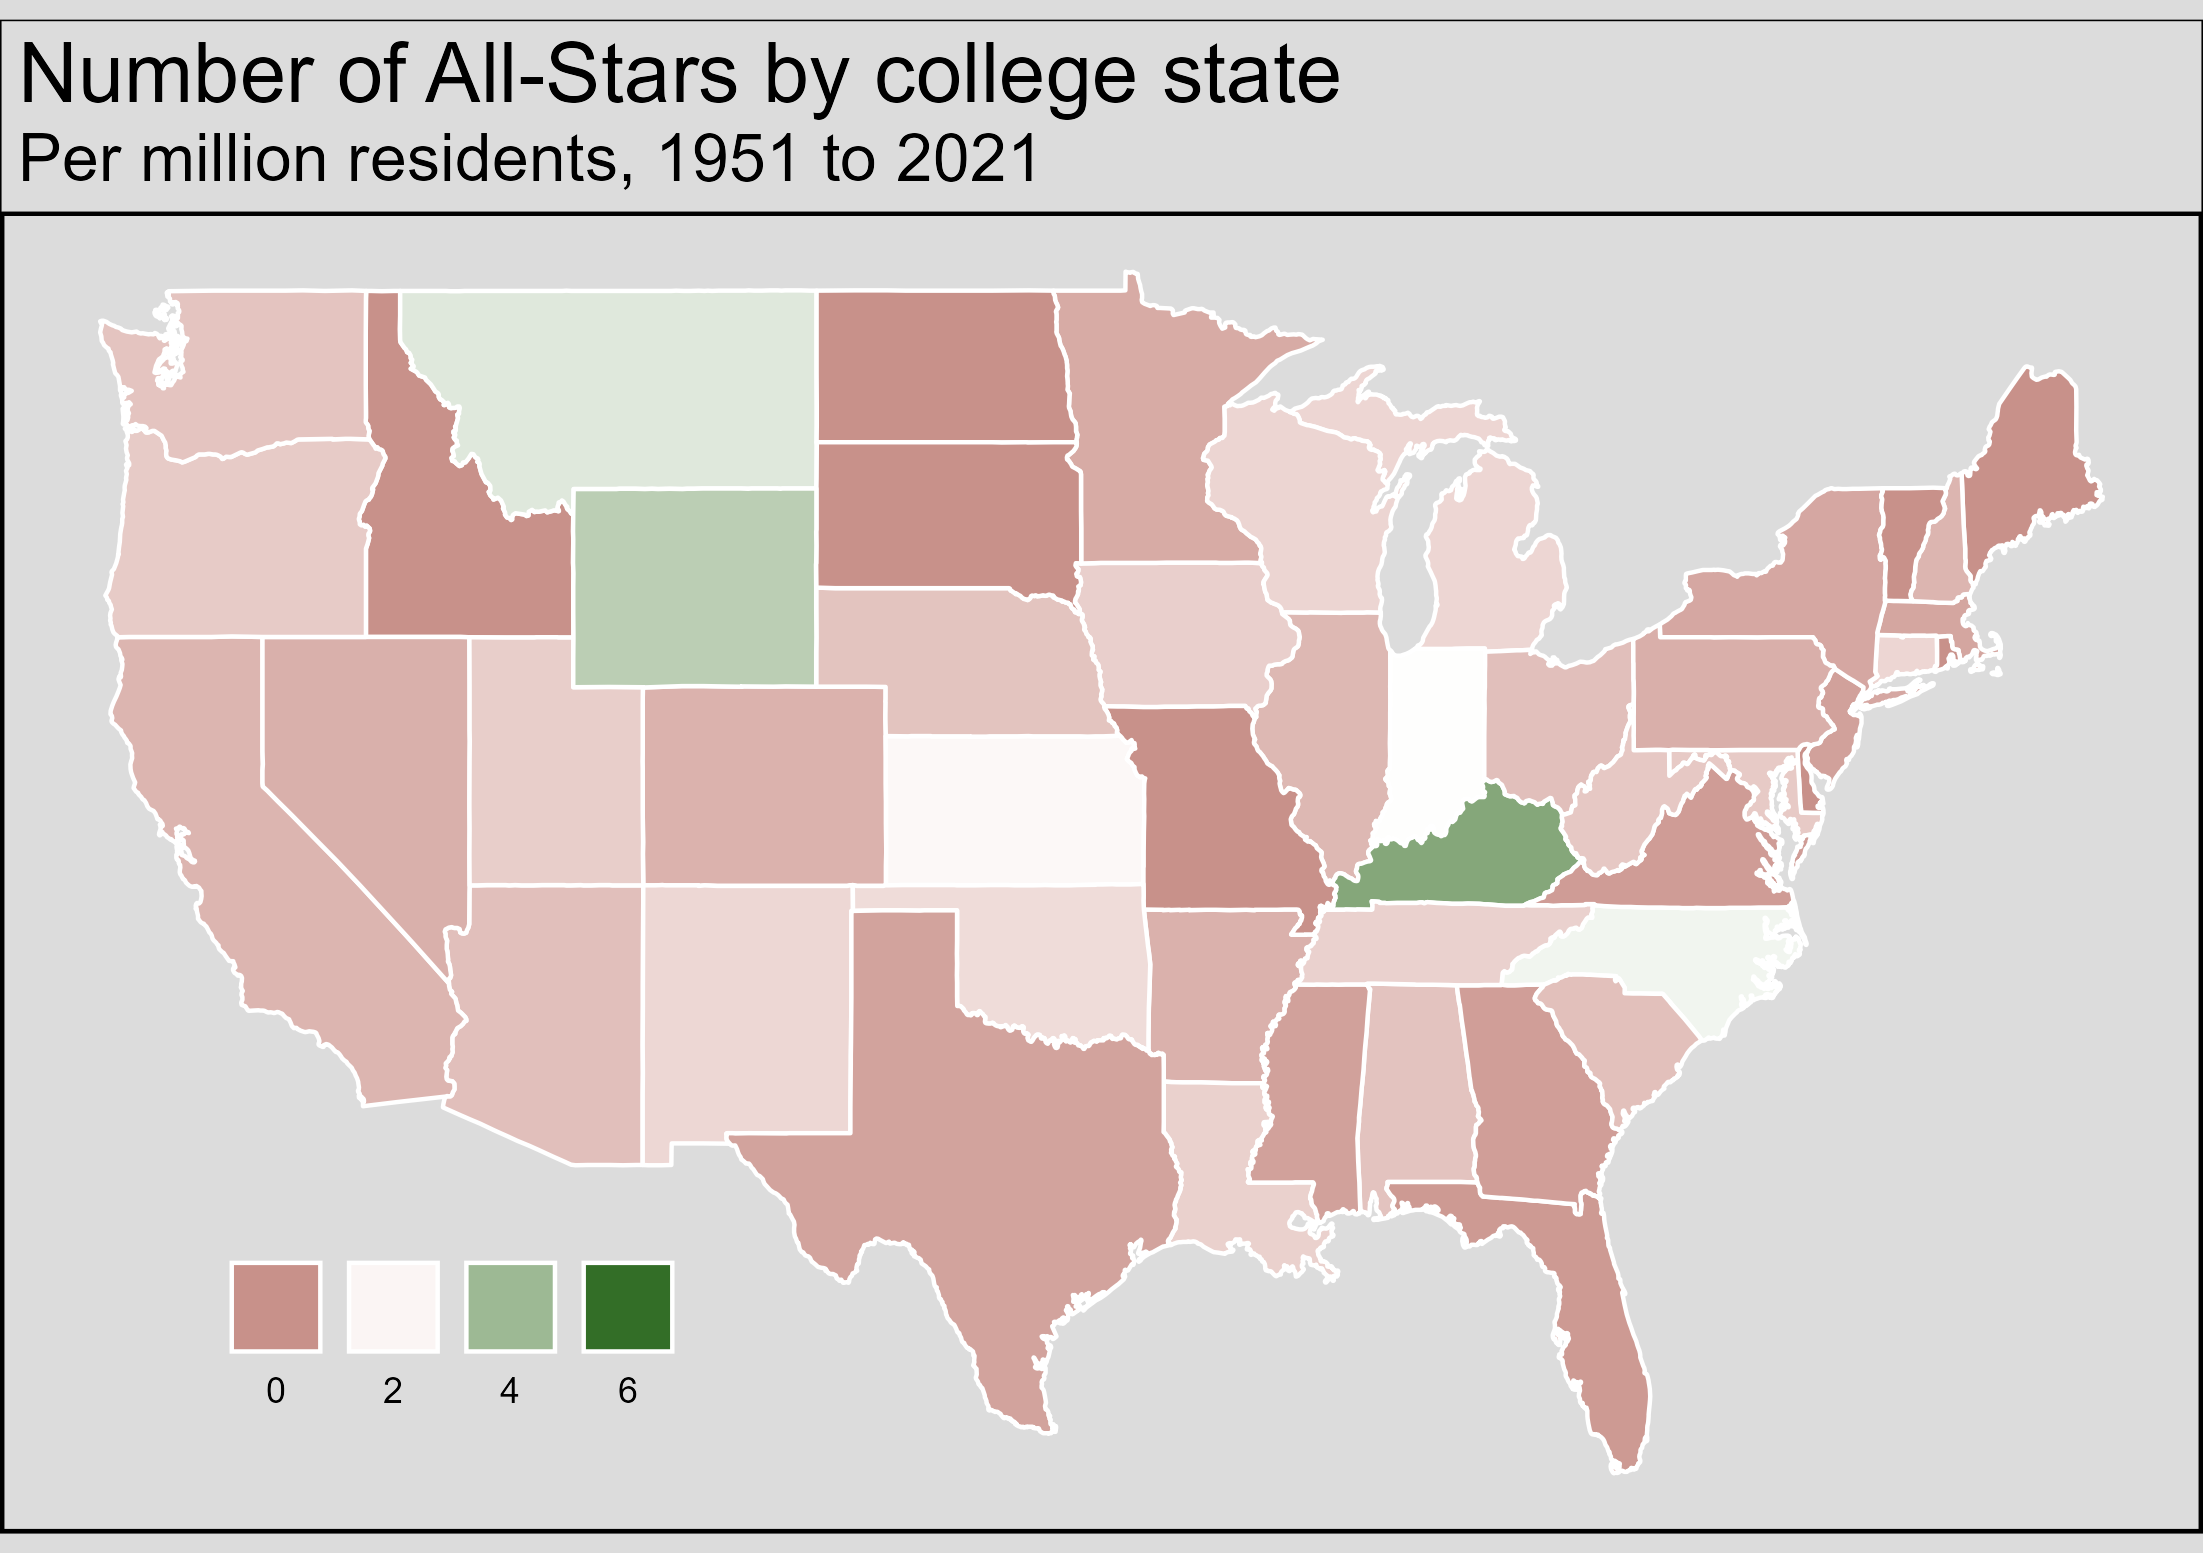 Number of All-Stars by college state
Per million residents, 1951 to 2021
0 2 4 6